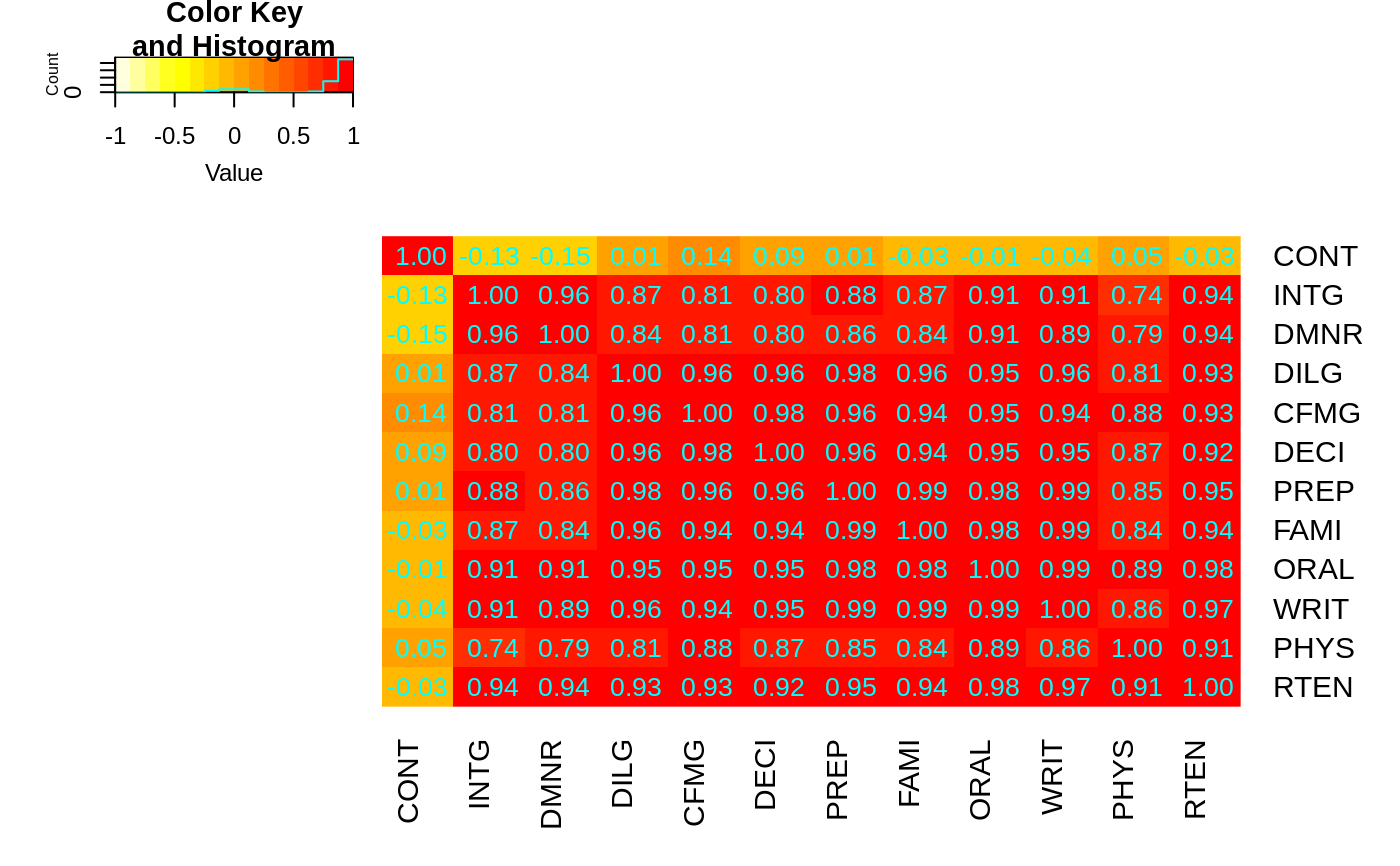 Color Key
and Histogram
Count
0
-1 -0.5 0 0.5 1
Value
1.00 -0.13 -0.15 0.01 0.14 0.09 0.01 -0.03 -0.01 -0.04 0.05 -0.03 CONT
-0.13 1.00 0.96 0.87 0.81 0.80 0.88 0.87 0.91 0.91 0.74 0.94 INTG
-0.15 0.96 1.00 0.84 0.81 0.80 0.86 0.84 0.91 0.89 0.79 0.94 DMNR
0.01 0.87 0.84 1.00 0.96 0.96 0.98 0.96 0.95 0.96 0.81 0.93 DILG
0.14 0.81 0.81 0.96 1.00 0.98 0.96 0.94 0.95 0.94 0.88 0.93 CFMG
0.09 0.80 0.80 0.96 0.98 1.00 0.96 0.94 0.95 0.95 0.87 0.92 DECI
0.01 0.88 0.86 0.98 0.96 0.96 1.00 0.99 0.98 0.99 0.85 0.95 PREP
-0.03 0.87 0.84 0.96 0.94 0.94 0.99 1.00 0.98 0.99 0.84 0.94 FAMI
-0.01 0.91 0.91 0.95 0.95 0.95 0.98 0.98 1.00 0.99 0.89 0.98 ORAL
-0.04 0.91 0.89 0.96 0.94 0.95 0.99 0.99 0.99 1.00 0.86 0.97 WRIT
0.05 0.74 0.79 0.81 0.88 0.87 0.85 0.84 0.89 0.86 1.00 0.91 PHYS
-0.03 0.94 0.94 0.93 0.93 0.92 0.95 0.94 0.98 0.97 0.91 1.00 RTEN
CONT INTG DMNR DILG CFMG DECI PREP FAMI ORAL WRIT PHYS RTEN